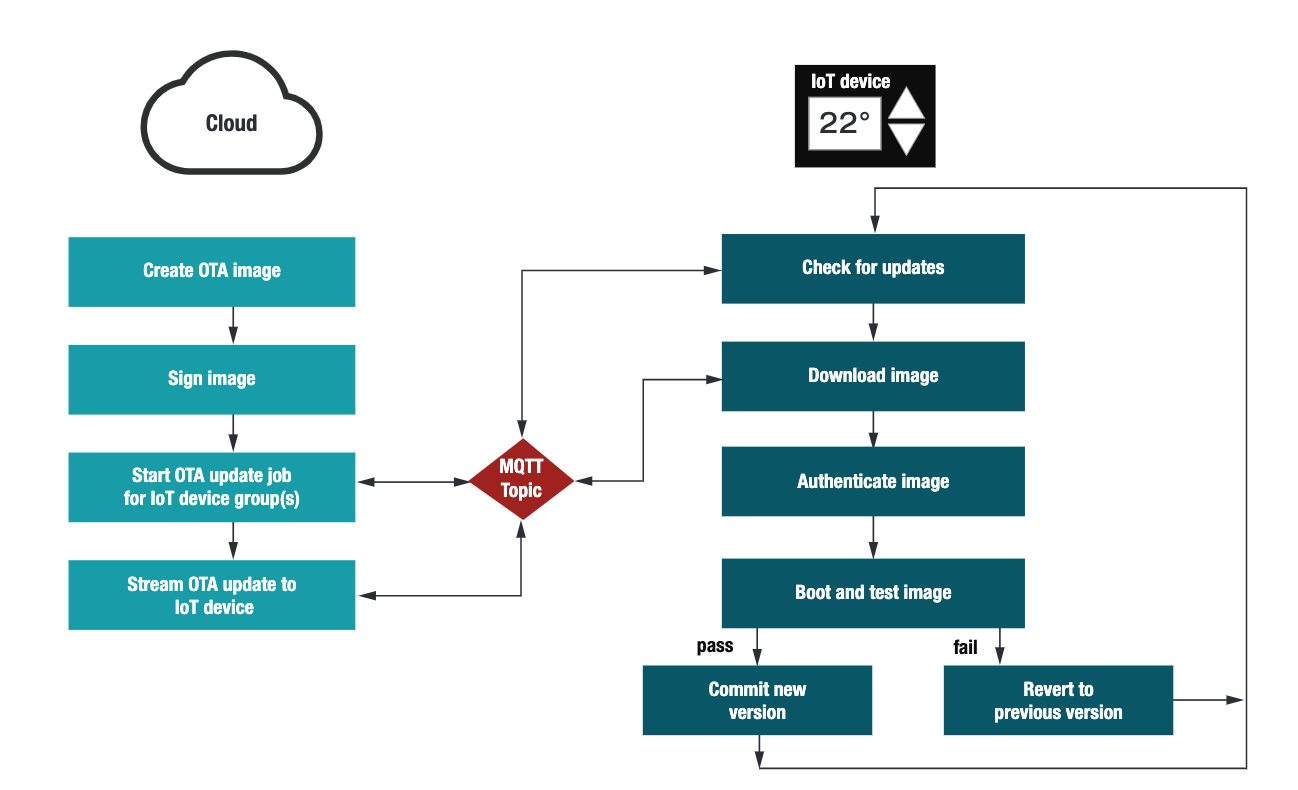 Cloud
IoT device
22°
Create OTA image
Sign image
Start OTA update job
for IoT device group(s)
Stream OTA update to
IoT device
MQTT
Topic
Check for updates
Download image
Authenticate image
Boot and test image
pass
fail
Commit new
version
Revert to
previous version